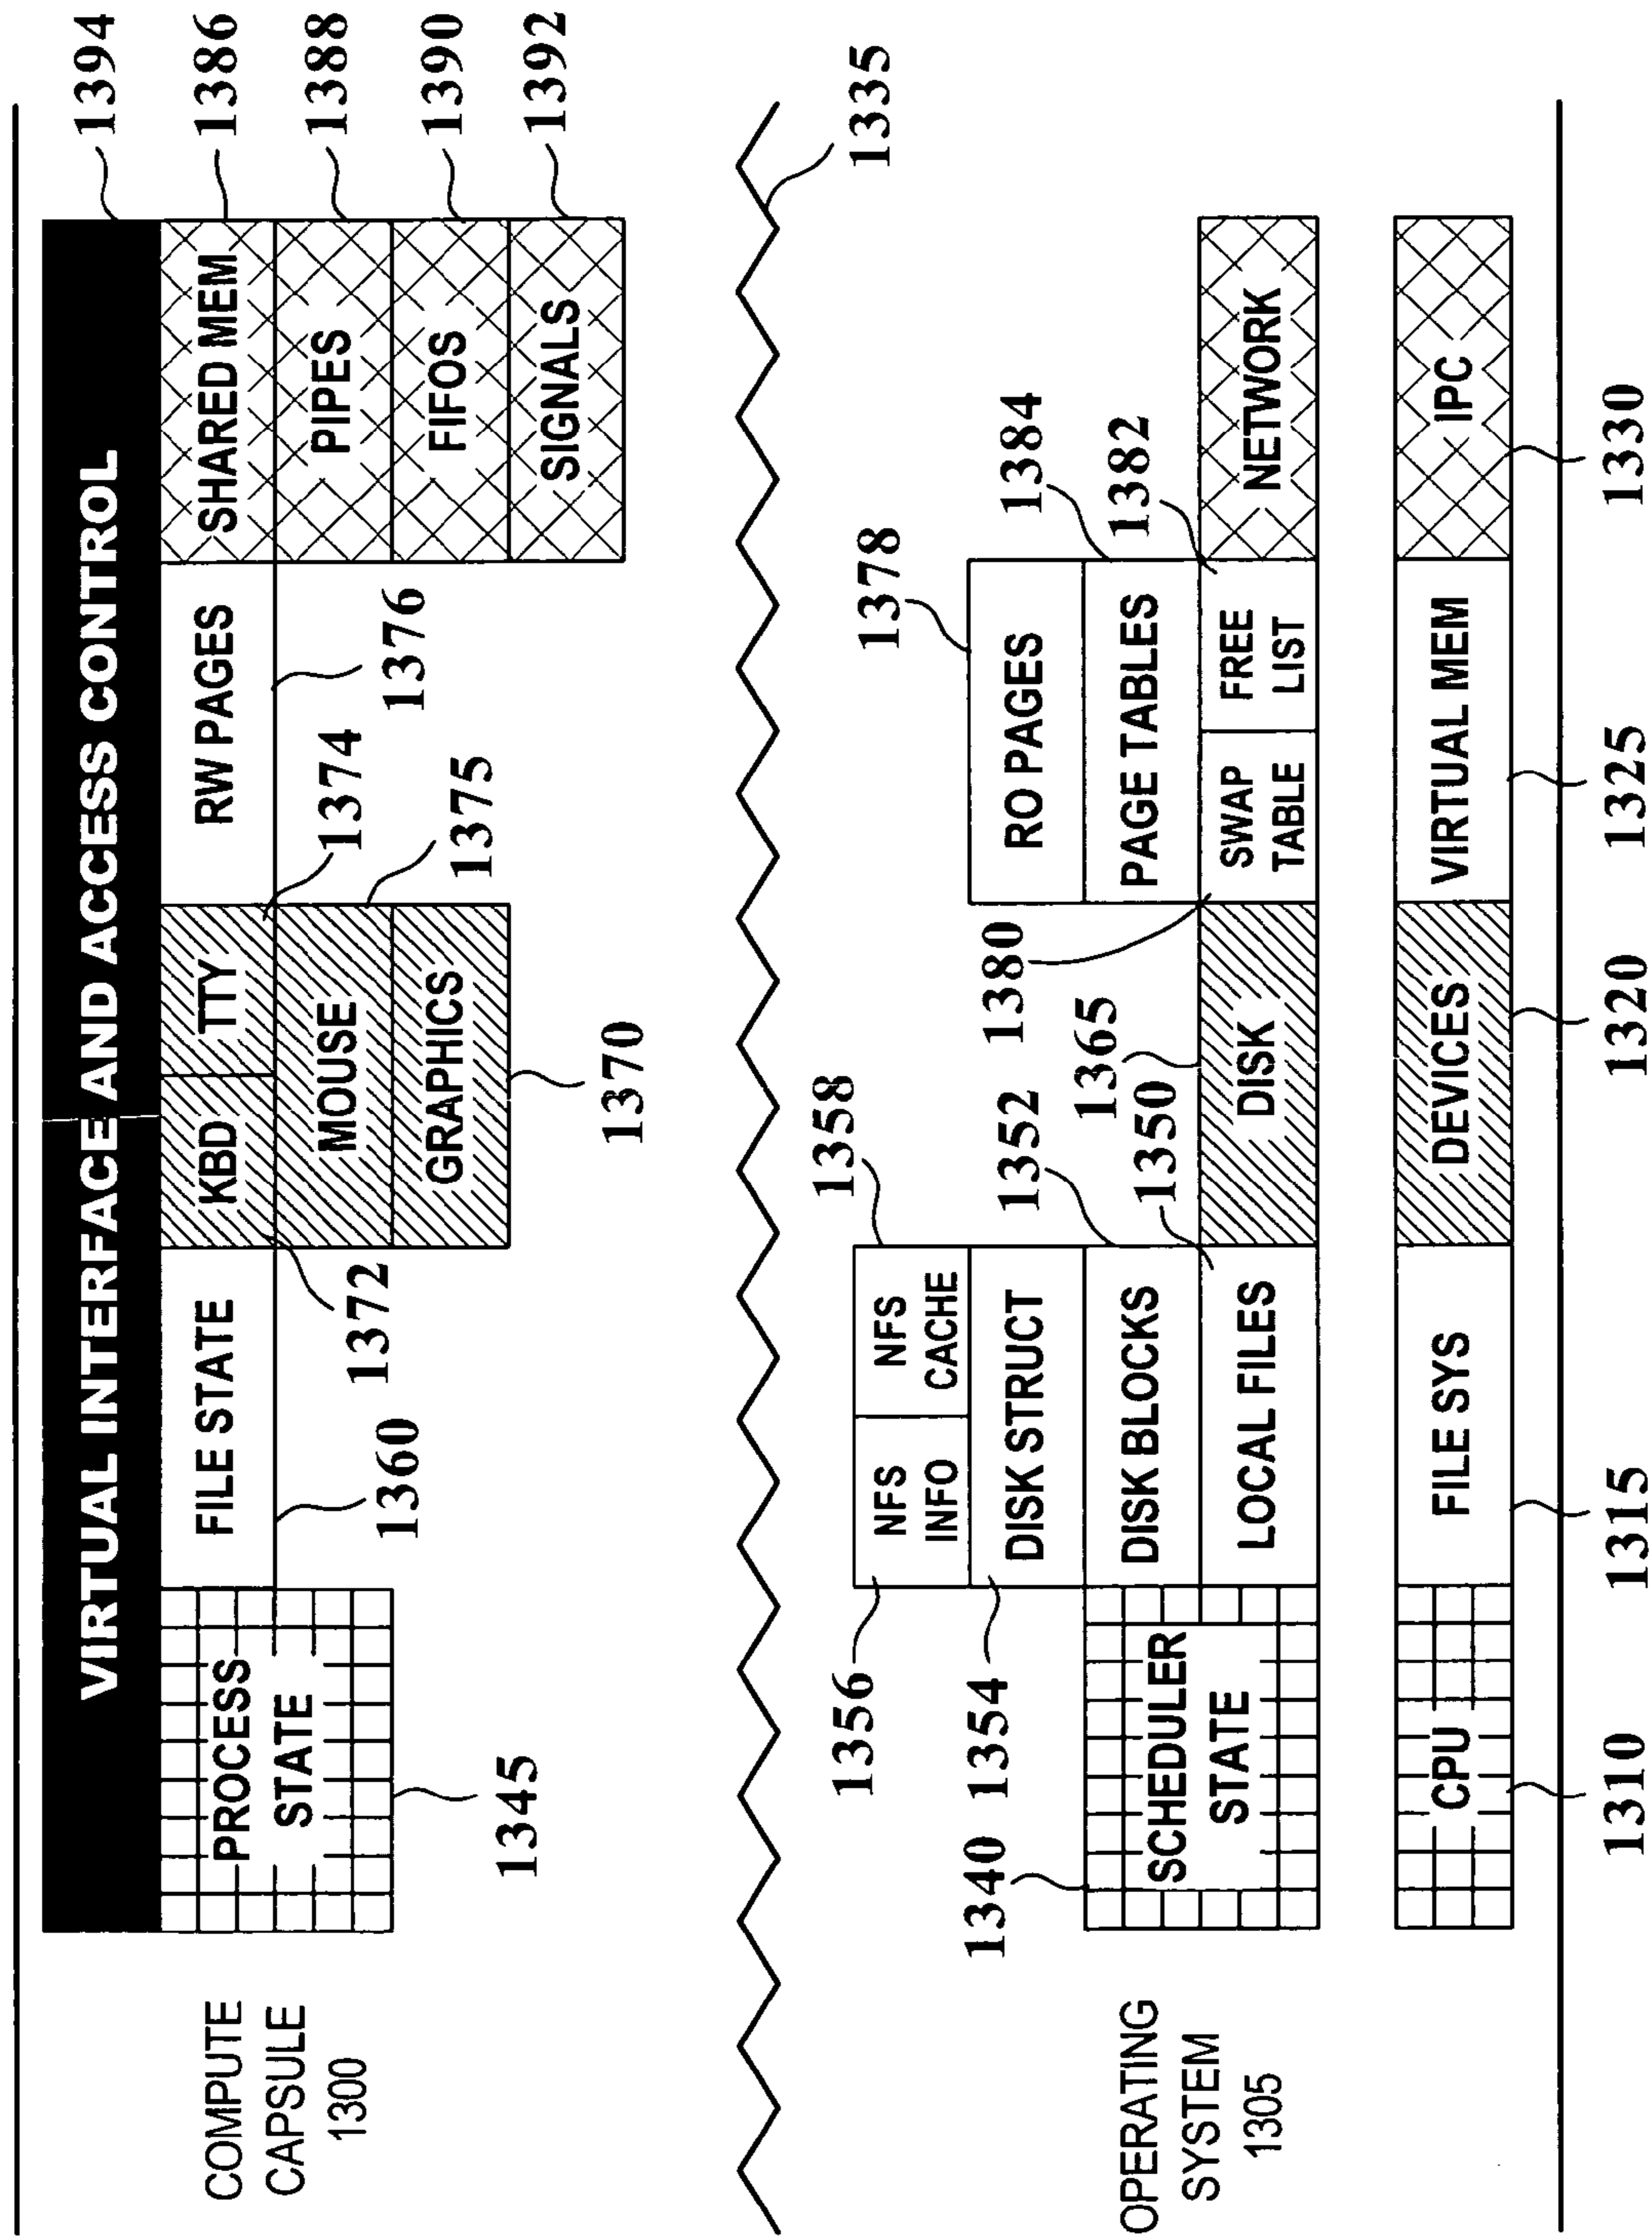 1394
VIRTUAL INTERFACE AND ACCESS CONTROL
1386
COMPUTE
CAPSULE
1300
PROCESS
STATE
FILE STATE
KBD
TTY
RW PAGES
SHARED MEM
1388
MOUSE
PIPES
1390
GRAPHICS
FIFOS
1392
SIGNALS
1345
1360
1372
1370
1374
1375
1376
1335
OPERATING
SYSTEM
1305
1340
SCHEDULER
STATE
1356
1354
NFS
INFO
NFS
CACHE
1358
DISK STRUCT
1352
DISK BLOCKS
1350
LOCAL FILES
1365
DISK
1380
1378
RO PAGES
1384
PAGE TABLES
1382
SWAP
TABLE
FREE
LIST
NETWORK
CPU
FILE SYS
DEVICES
VIRTUAL MEM
IPC
1310
1315
1320
1325
1330